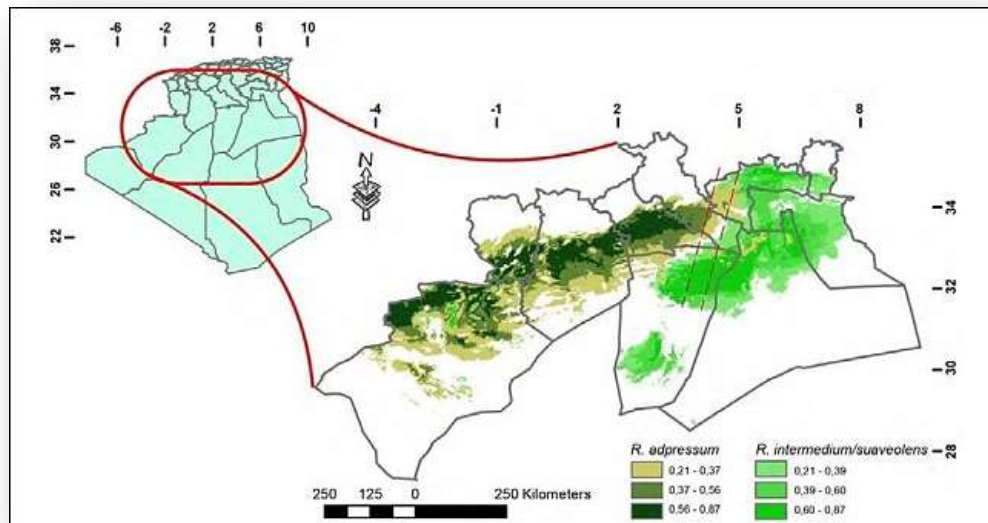 -6 -2 2 6 10
38
34
30
26
22
-4 -1 2 5 8
N
34
32
30
28
R. adpressum R. intermedium/suaveolens
0,21 - 0,37 0,21 - 0,39
0,37 - 0,56 0,39 - 0,60
0,56 - 0,87 0,60 - 0,87
250 125 0 250 Kilometers